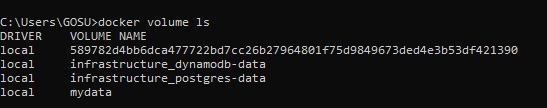 C:\Users\GOSU>docker volume ls
DRIVER    VOLUME NAME
local     589782d4bb6dca477722bd7cc26b27964801f75d9849673ded4e3b53df421390
local     infrastructure_dynamodb-data
local     infrastructure_postgres-data
local     mydata